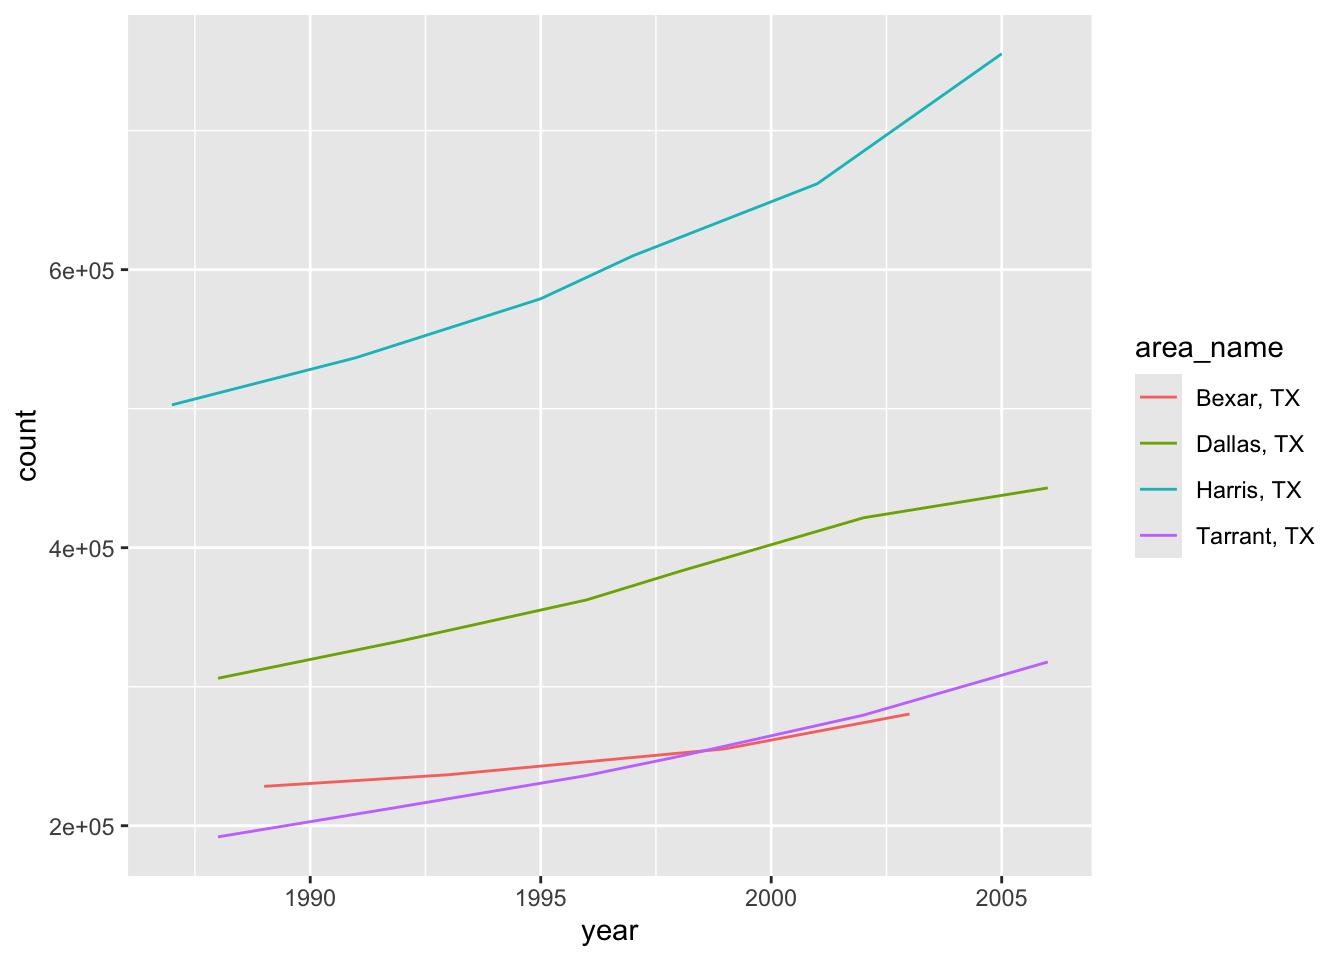 6e+05
4e+05
2e+05
count
1990 1995 2000 2005
year
area_name
Bexar, TX
Dallas, TX
Harris, TX
Tarrant, TX